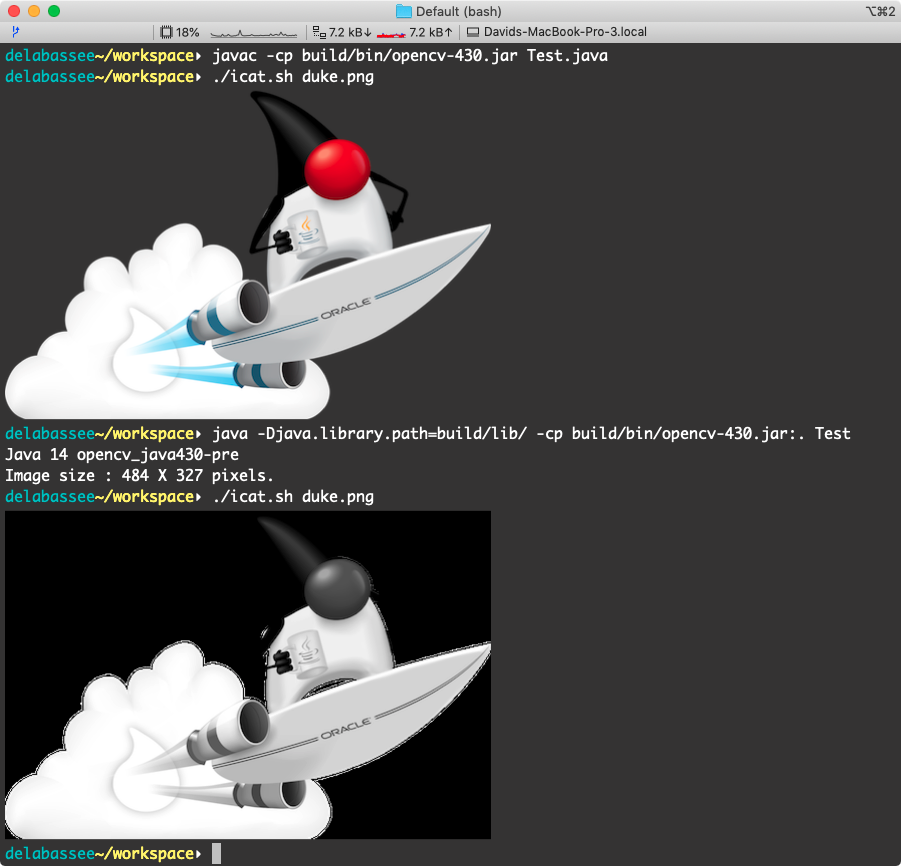 Default (bash)
⌥⌘2
18%
7.2 kB↓
7.2 kB↑
Davids-MacBook-Pro-3.local
delabassee~/workspace▸ javac -cp build/bin/opencv-430.jar Test.java
delabassee~/workspace▸ ./icat.sh duke.png
ORACLE
delabassee~/workspace▸ java -Djava.library.path=build/lib/ -cp build/bin/opencv-430.jar:. Test
Java 14 opencv_java430-pre
Image size : 484 X 327 pixels.
delabassee~/workspace▸ ./icat.sh duke.png
ORACLE
delabassee~/workspace▸